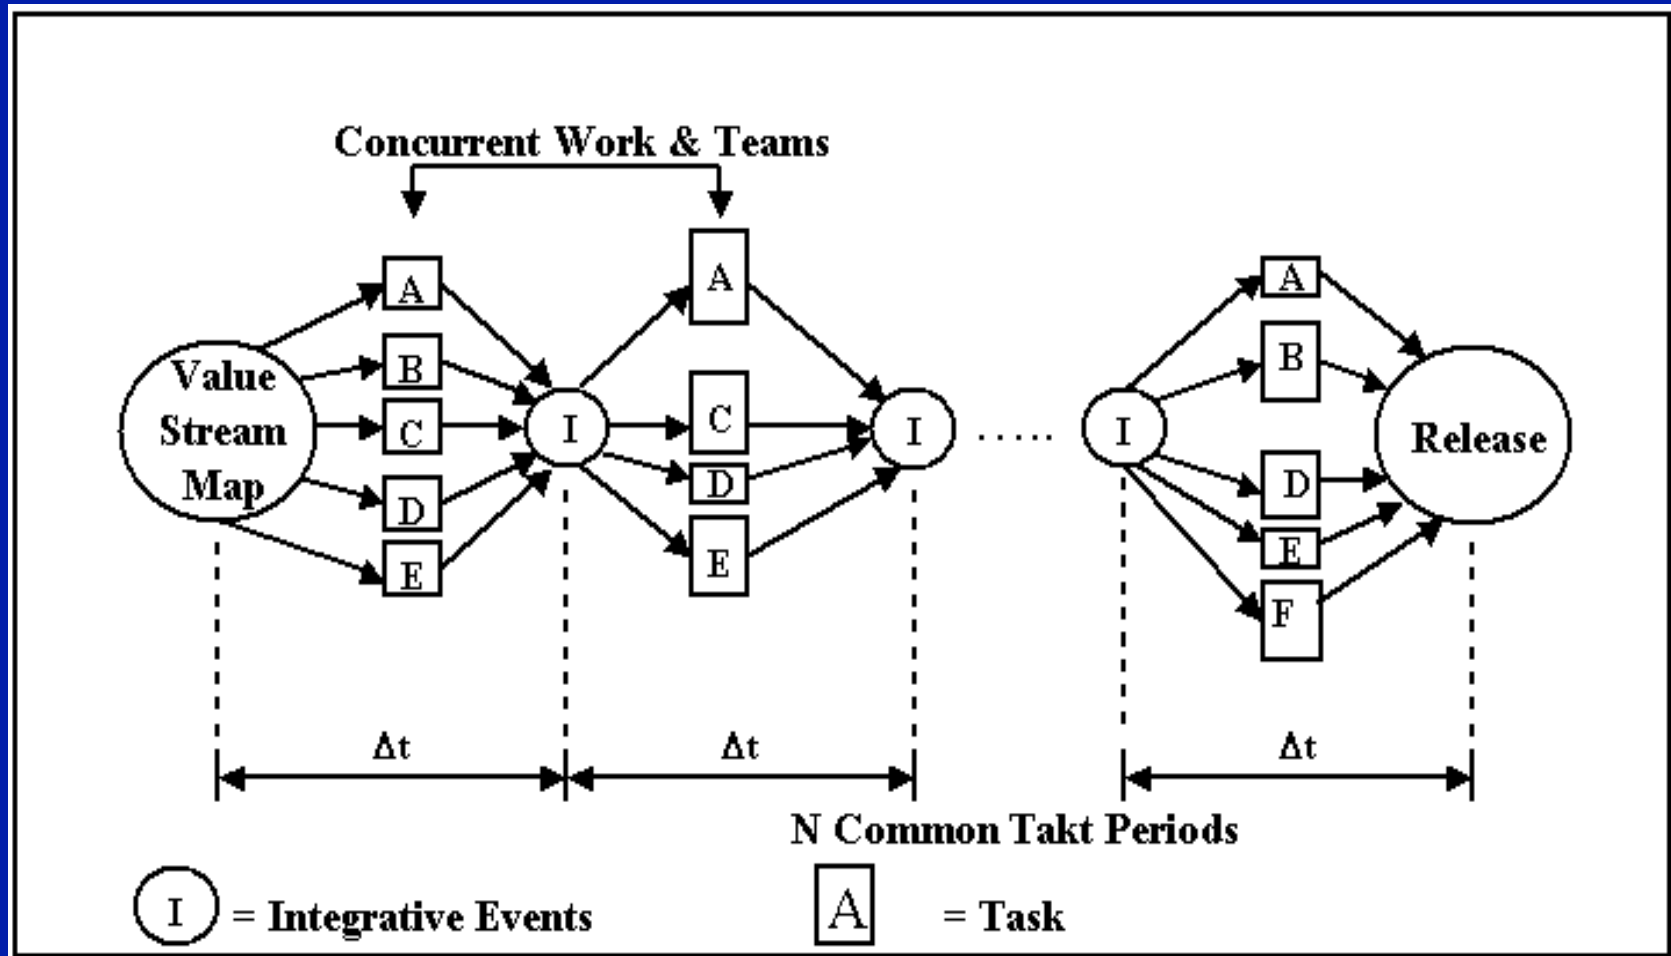 Concurrent Work & Teams
A
B
C
D
E
A
C
D
E
A
B
D
E
F
Value
Stream
Map
I
I
.....
I
Release
Δt
Δt
Δt
N Common Takt Periods
I = Integrative Events
A = Task